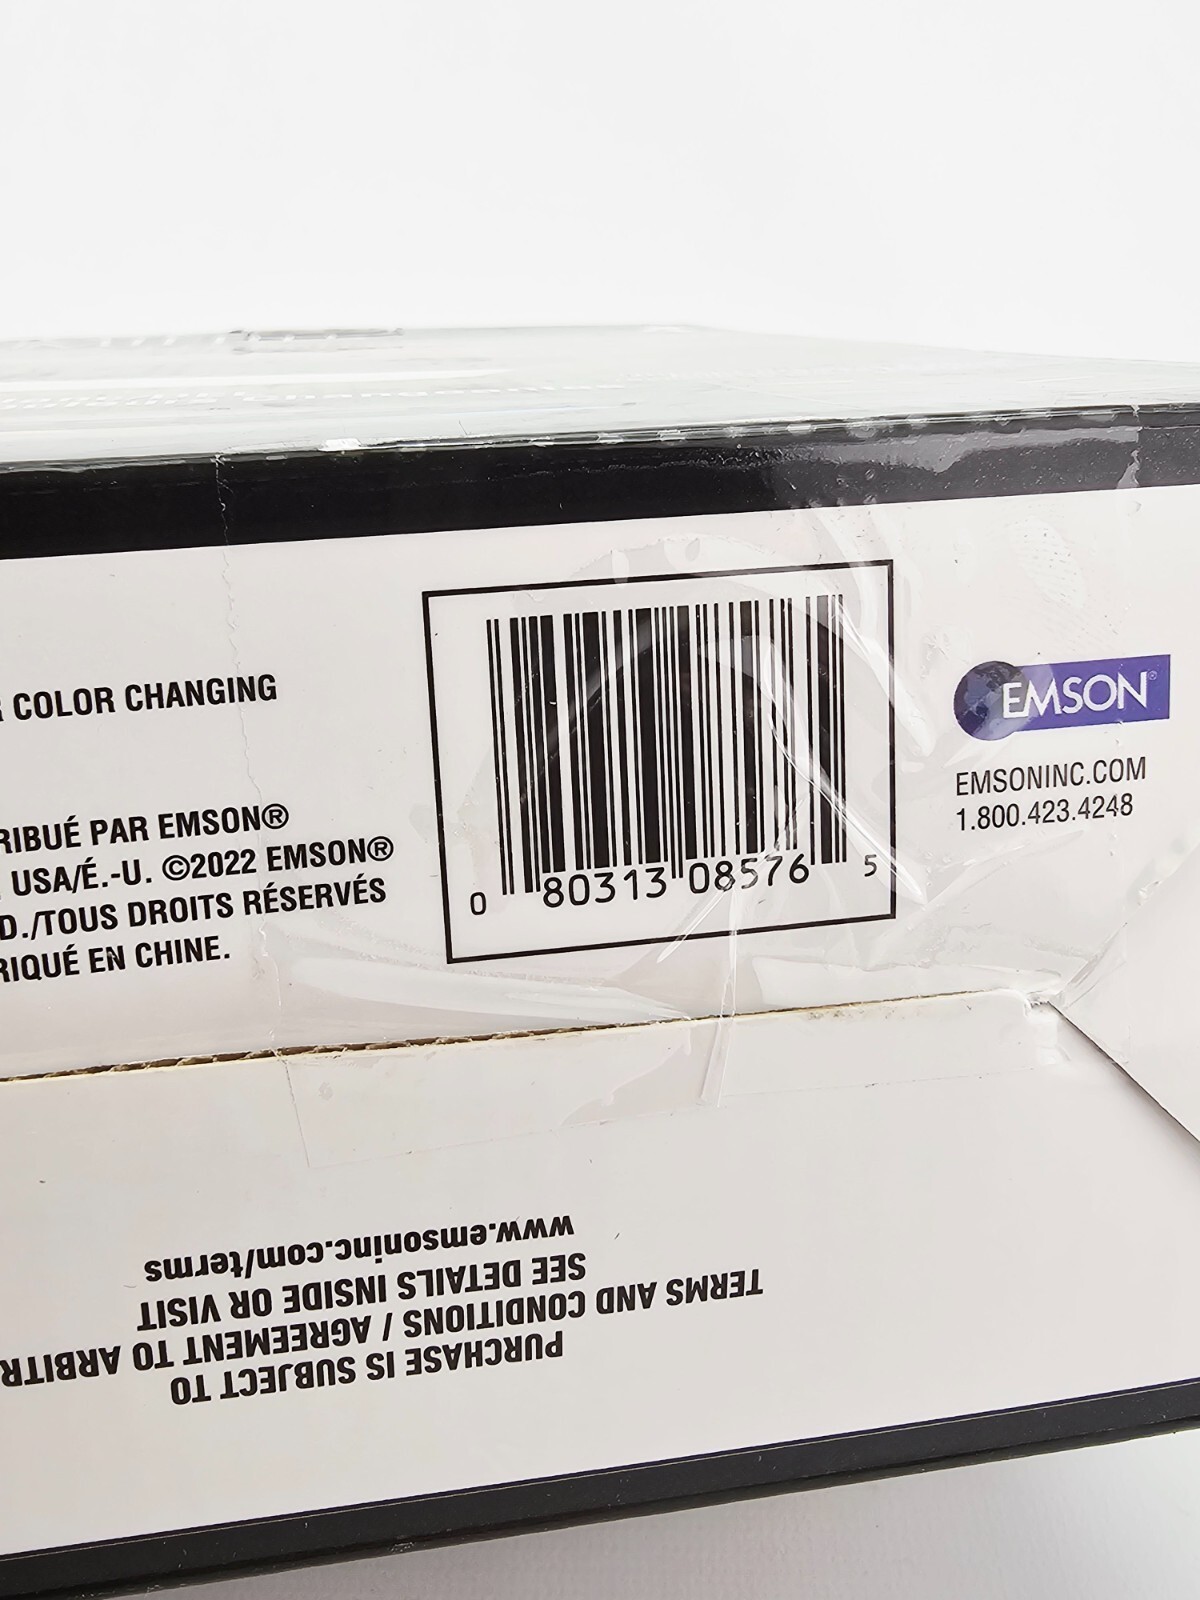 R COLOR CHANGING
RIBUÉ PAR EMSON®
USA/É.-U. ©2022 EMSON®
D./TOUS DROITS RÉSERVÉS
RIQUÉ EN CHINE.
0 80313 08576 5
EMSON®
EMSONINC.COM
1.800.423.4248
PURCHASE IS SUBJECT TO
TERMS AND CONDITIONS / AGREEMENT TO ARBITR
SEE DETAILS INSIDE OR VISIT
www.emsoninc.com/terms